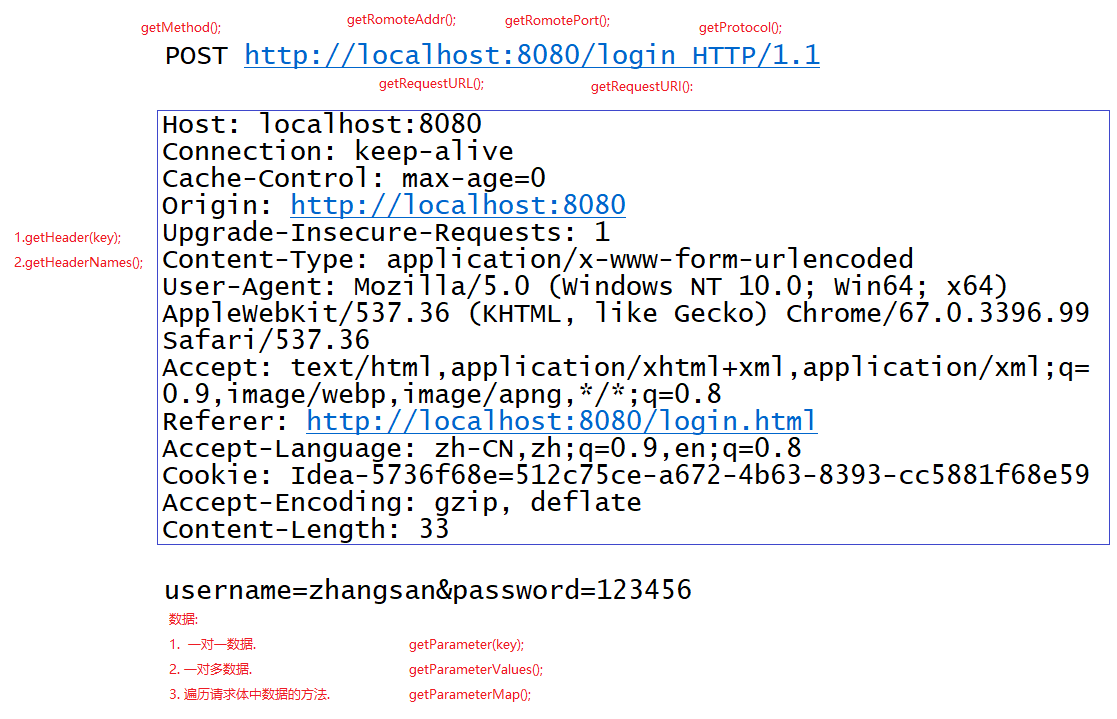 getMethod();
getRomoteAddr();
getRomotePort();
getProtocol();
POST http://localhost:8080/login HTTP/1.1
getRequestURL();
getRequestURI():
Host: localhost:8080
Connection: keep-alive
Cache-Control: max-age=0
Origin: http://localhost:8080
Upgrade-Insecure-Requests: 1
1.getHeader(key);
2.getHeaderNames();
Content-Type: application/x-www-form-urlencoded
User-Agent: Mozilla/5.0 (Windows NT 10.0; Win64; x64)
AppleWebKit/537.36 (KHTML, like Gecko) Chrome/67.0.3396.99
Safari/537.36
Accept: text/html,application/xhtml+xml,application/xml;q=
0.9,image/webp,image/apng,*/*;q=0.8
Referer: http://localhost:8080/login.html
Accept-Language: zh-CN,zh;q=0.9,en;q=0.8
Cookie: Idea-5736f68e=512c75ce-a672-4b63-8393-cc5881f68e59
Accept-Encoding: gzip, deflate
Content-Length: 33
username=zhangsan&password=123456
数据:
1. 一对一数据. getParameter(key);
2. 一对多数据. getParameterValues();
3. 遍历请求体中数据的方法. getParameterMap();